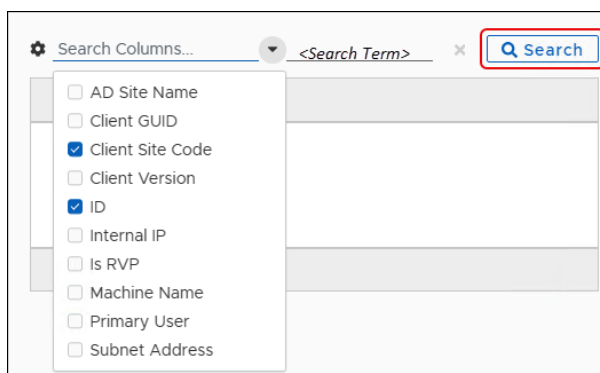 Search Columns... <Search Term> × Search
AD Site Name
Client GUID
Client Site Code
Client Version
ID
Internal IP
Is RVP
Machine Name
Primary User
Subnet Address